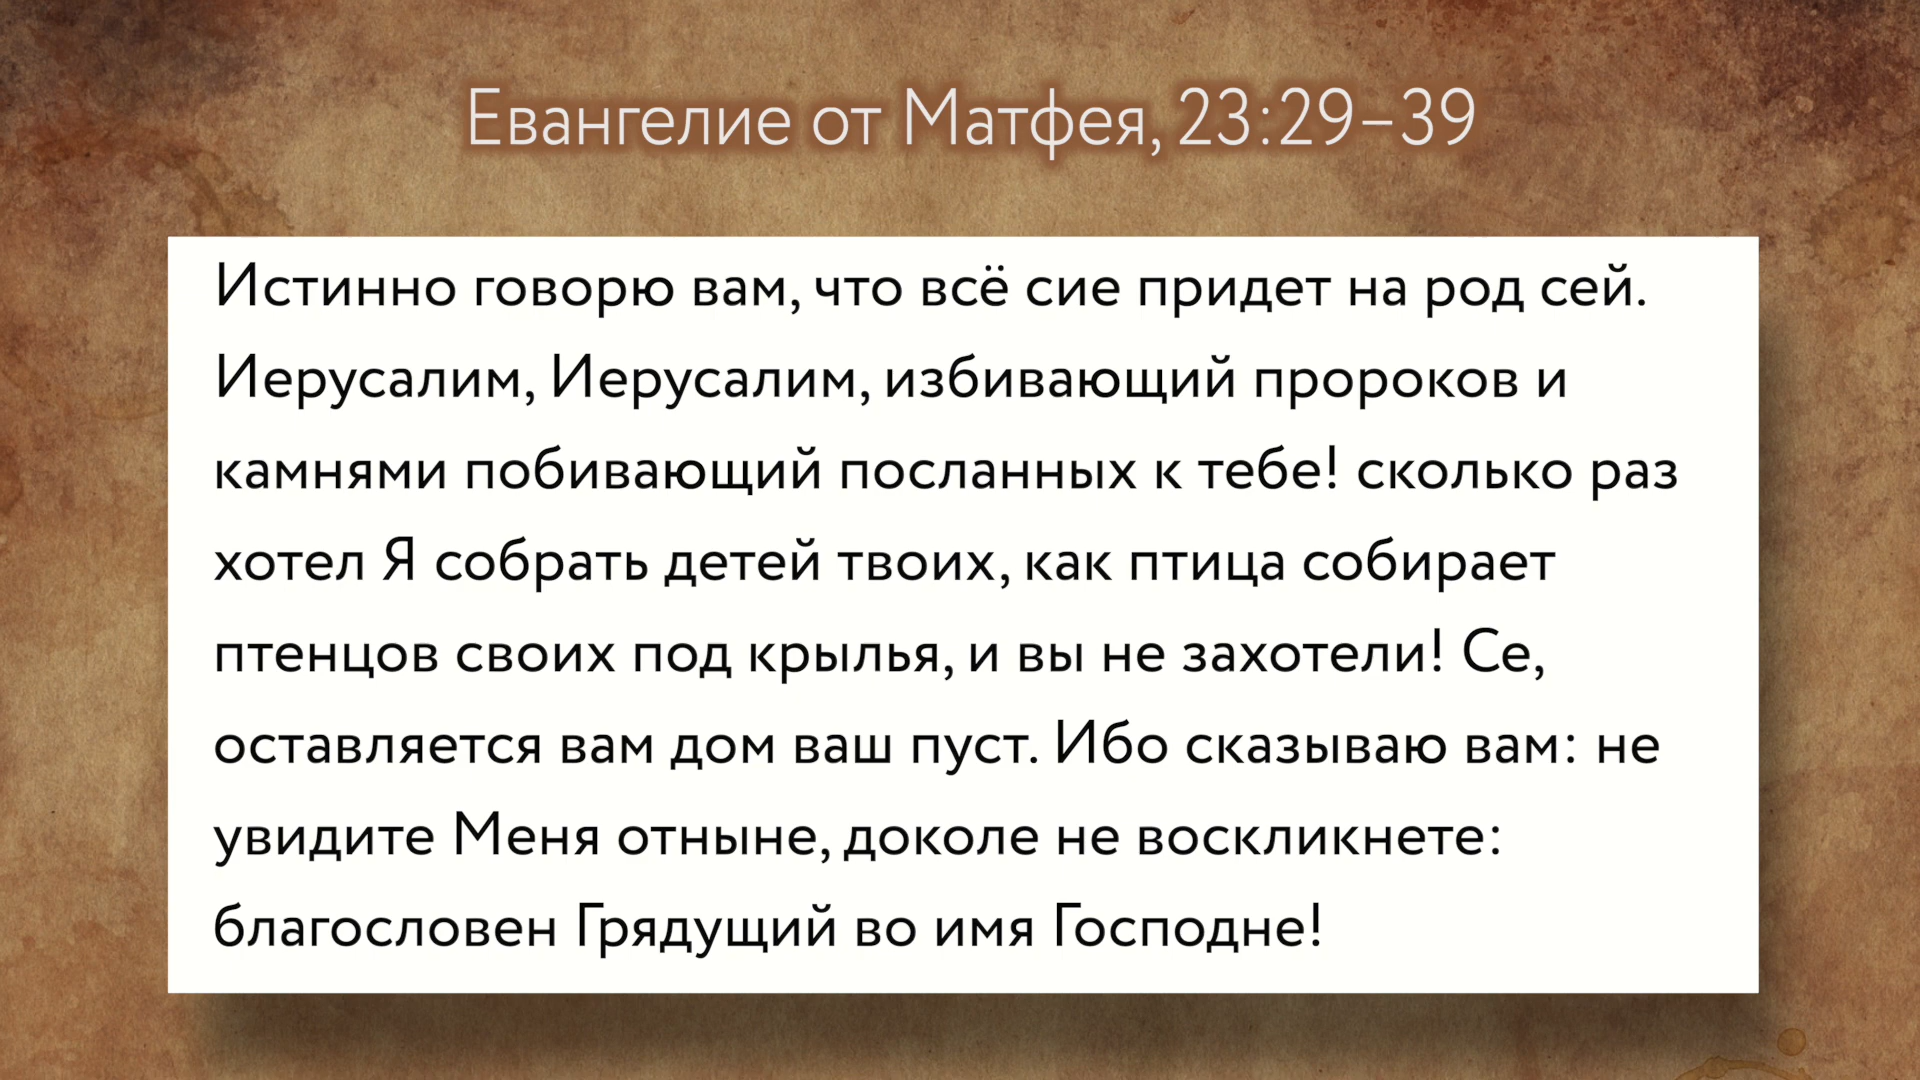 Евангелие от Матфея, 23:29–39
Истинно говорю вам, что всё сие придет на род сей.
Иерусалим, Иерусалим, избивающий пророков и
камнями побивающий посланных к тебе! сколько раз
хотел Я собрать детей твоих, как птица собирает
птенцов своих под крылья, и вы не захотели! Се,
оставляется вам дом ваш пуст. Ибо сказываю вам: не
увидите Меня отныне, доколе не воскликнете:
благословен Грядущий во имя Господне!